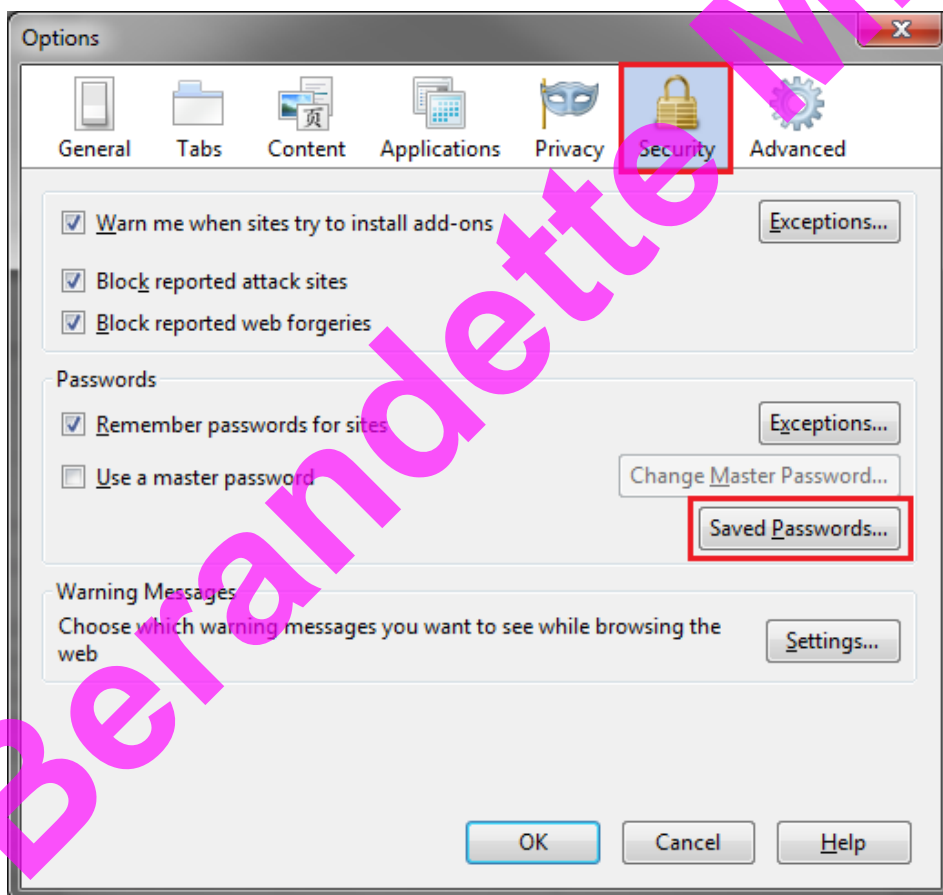 Options
X
General Tabs Content Applications Privacy Security Advanced
页
Warn me when sites try to install add-ons Exceptions...
Block reported attack sites
Block reported web forgeries
Passwords
Remember passwords for sites Exceptions...
Use a master password Change Master Password...
Saved Passwords...
Warning Messages
Choose which warning messages you want to see while browsing the
web
Settings...
OK Cancel Help
Berandette M